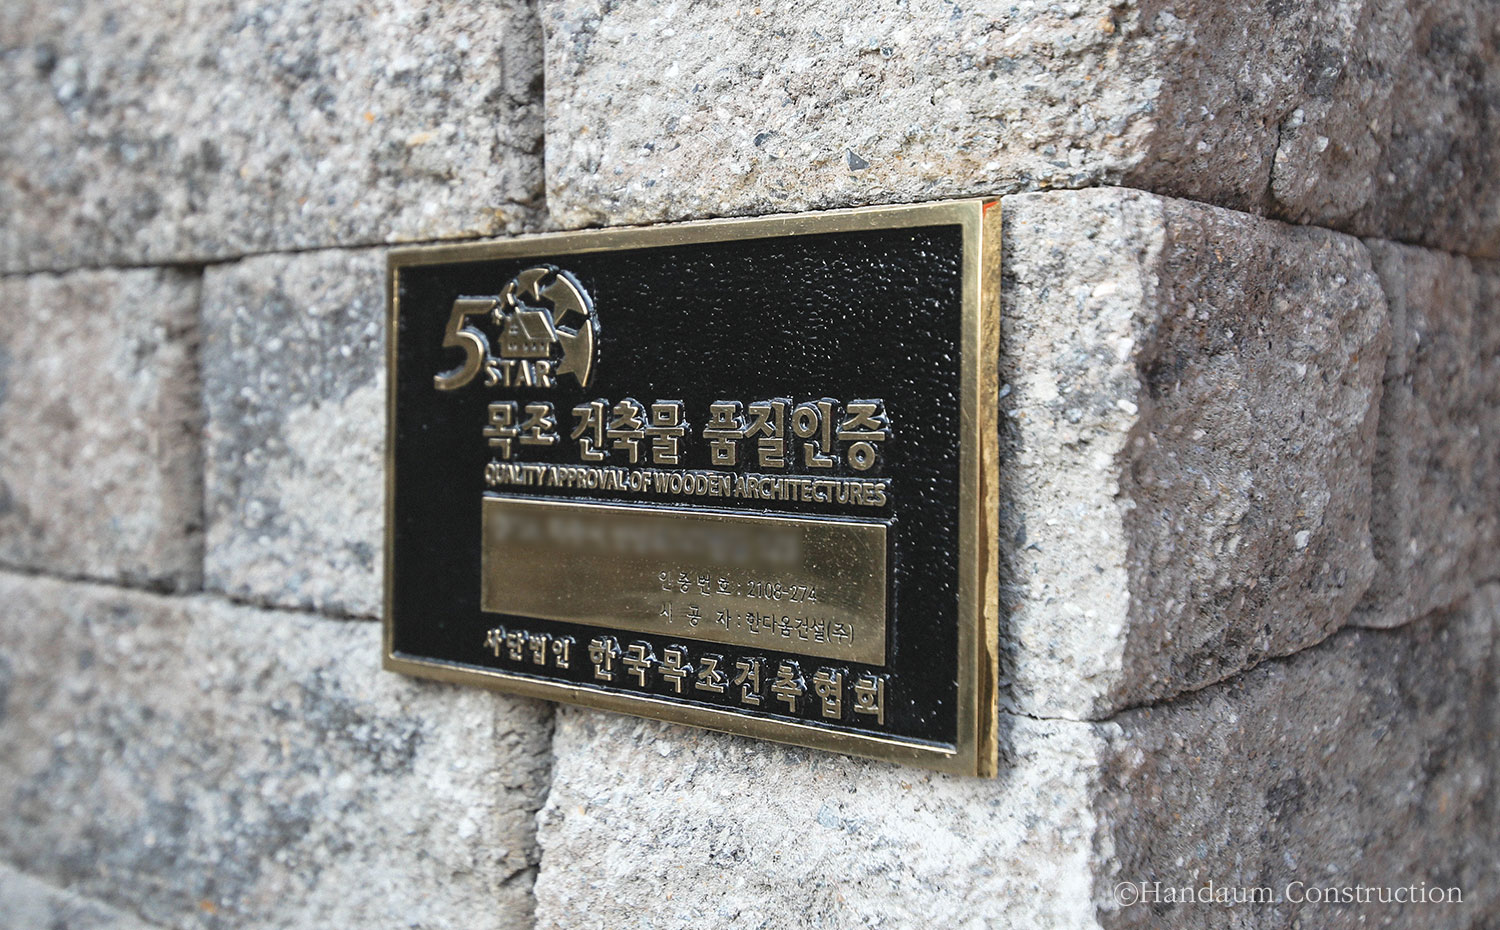 5
STAR
목조 건축물 품질인증
QUALITY APPROVAL OF WOODEN ARCHITECTURES
인증번호 : 2108-274
시 공 자 : 한다움건설(주)
사단법인 한국목조건축협회
©Handaum Construction